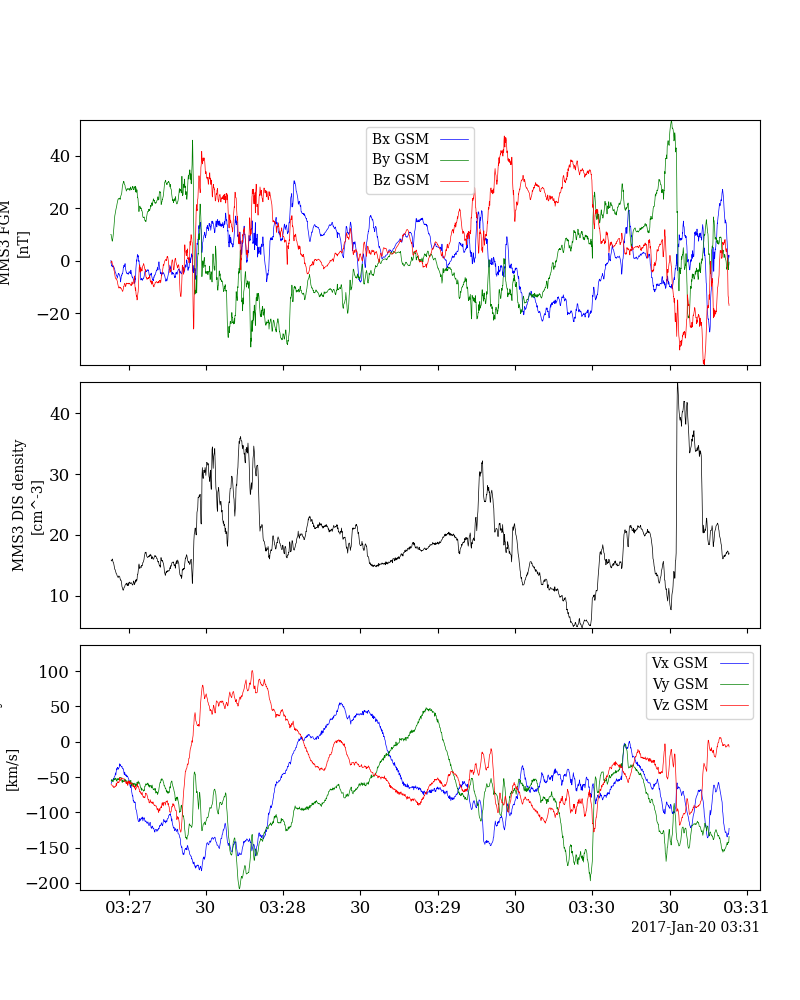 MMS3 FGM
[nT]
40
20
0
−20
Bx GSM
By GSM
Bz GSM
MMS3 DIS density
[cm^-3]
40
30
20
10
[km/s]
100
50
0
−50
−100
−150
−200
Vx GSM
Vy GSM
Vz GSM
03:27 30 03:28 30 03:29 30 03:30 30 03:31
2017-Jan-20 03:31